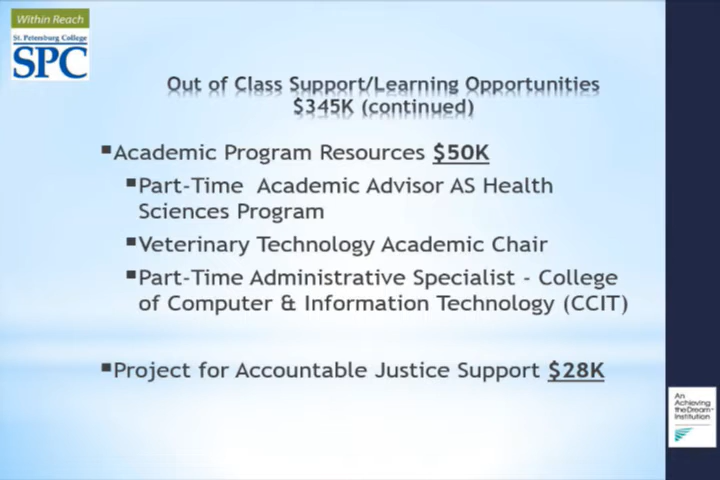 Within Reach
St. Petersburg College
SPC
Out of Class Support/Learning Opportunities
$345K (continued)
▪Academic Program Resources $50K
▪Part-Time Academic Advisor AS Health
Sciences Program
▪Veterinary Technology Academic Chair
▪Part-Time Administrative Specialist - College
of Computer & Information Technology (CCIT)
▪Project for Accountable Justice Support $28K
An
Achieving
the Dream™
Institution